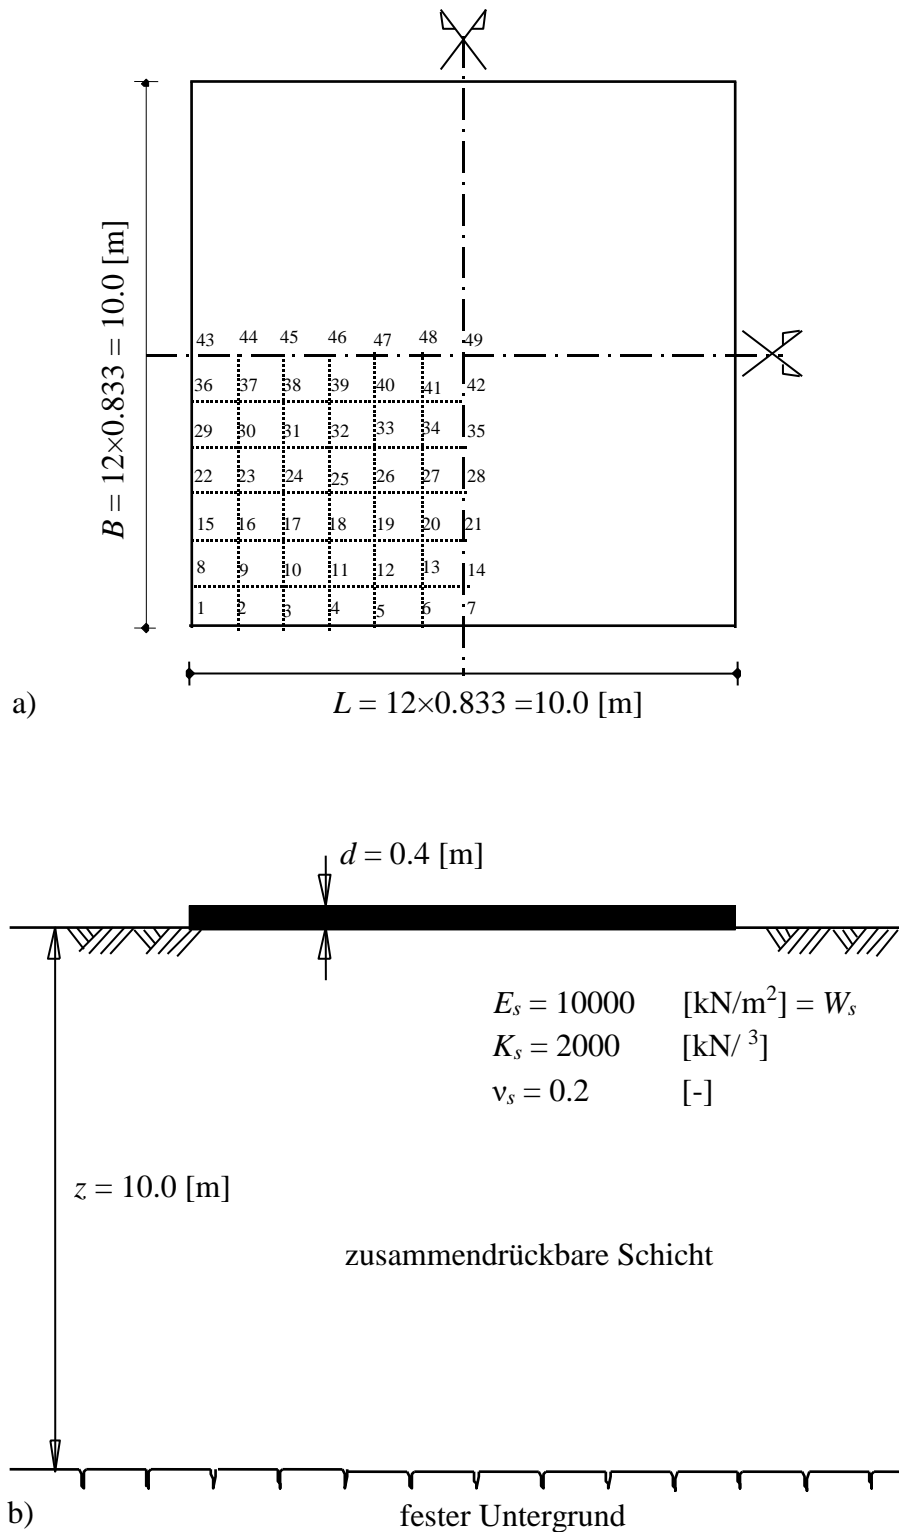 B = 12×0.833 = 10.0 [m]
43 44 45 46 47 48 49
36 37 38 39 40 41 42
29 30 31 32 33 34 35
22 23 24 25 26 27 28
15 16 17 18 19 20 21
8 9 10 11 12 13 14
1 2 3 4 5 6 7
a) L = 12×0.833 =10.0 [m]
d = 0.4 [m]
Es = 10000 [kN/m²] = Ws
Ks = 2000 [kN/ ³]
νs = 0.2 [-]
z = 10.0 [m]
zusammendrückbare Schicht
b) fester Untergrund